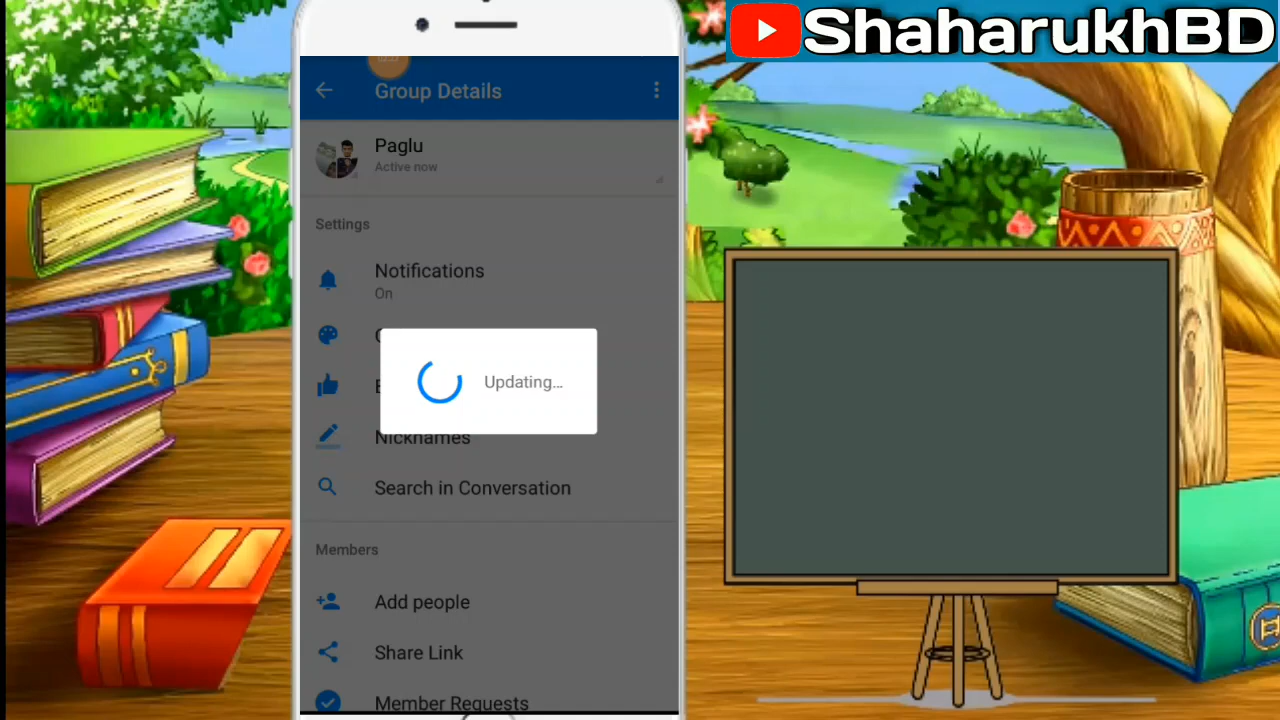 ShaharukhBD
Group Details
Paglu
Active now
Settings
Notifications
On
Updating...
Nicknames
Search in Conversation
Members
Add people
Share Link
Member Requests